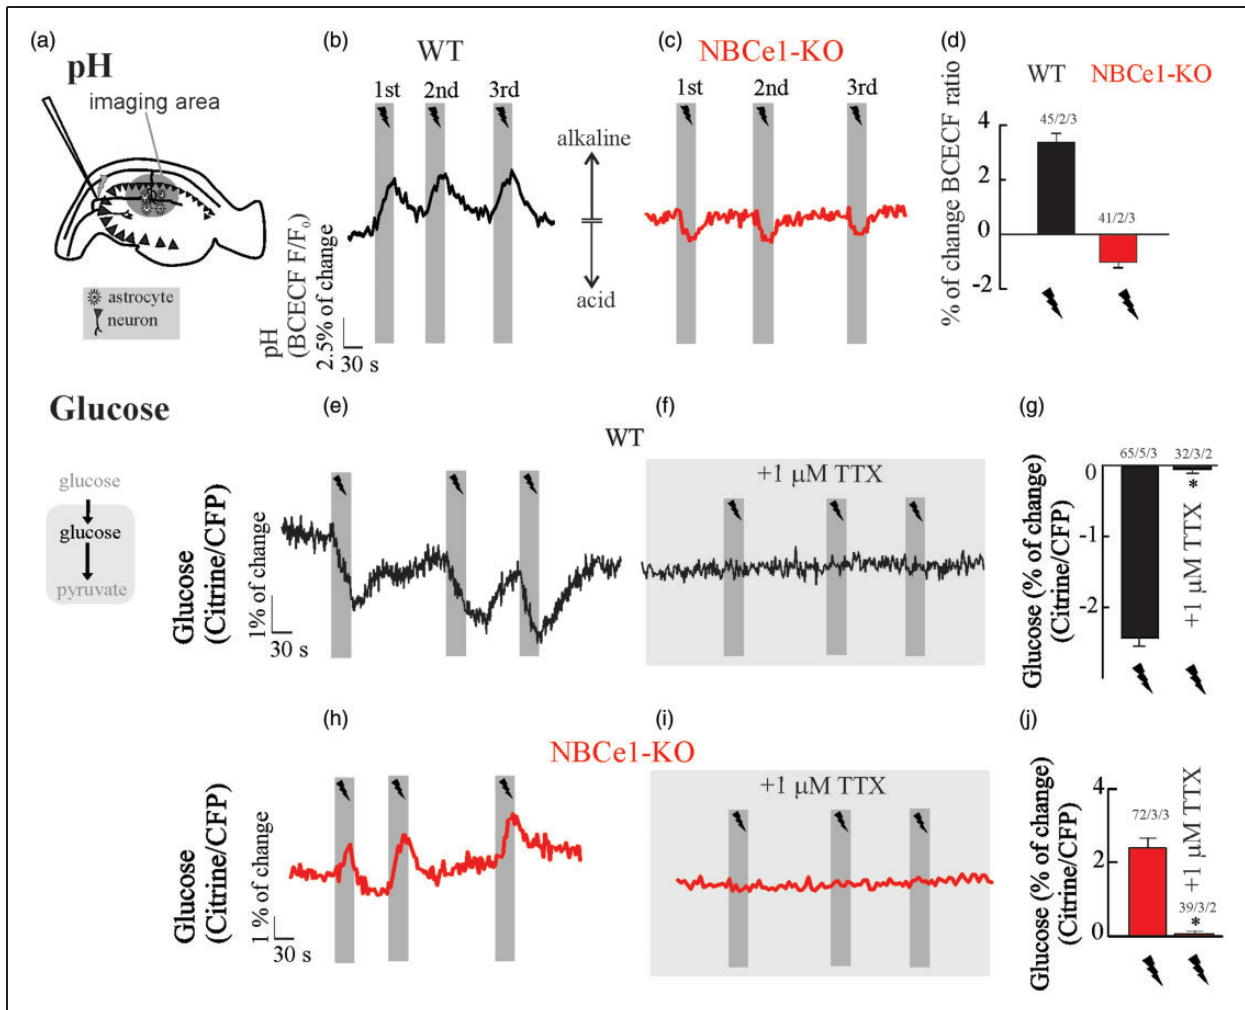 (a)
pH
imaging area
astrocyte
neuron
(b)
WT
1st 2nd 3rd
pH
(BCECF F/F₀)
2.5% of change
30 s
alkaline
acid
(c)
NBCe1-KO
1st 2nd 3rd
(d)
WT NBCe1-KO
% of change BCECF ratio
45/2/3
41/2/3
4
2
0
-2
Glucose
glucose
glucose
pyruvate
(e)
WT
Glucose
(Citrine/CFP)
1% of change
30 s
(f)
+1 μM TTX
(g)
65/5/3 32/3/2
Glucose (% of change)
(Citrine/CFP)
0
-1
-2
*
+1 μM TTX
(h)
NBCe1-KO
Glucose
(Citrine/CFP)
1 % of change
30 s
(i)
+1 μM TTX
(j)
Glucose (% of change)
(Citrine/CFP)
4
2
0
72/3/3
39/3/2
*
+1 μM TTX